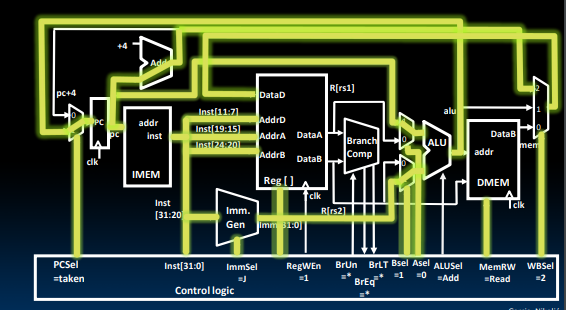 +4
Add
pc+4
DataD
R[rs1]
2
Inst[11:7]
alu
1
0
PC
pc
addr
inst
AddrD
Inst[19:15]
AddrA
DataA
Inst[24:20]
AddrB
DataB
Branch
Comp
0
0
ALU
DataB
0
mem
addr
clk
IMEM
Reg [ ]
clk
DMEM
clk
Inst
[31:20]
Imm.
Gen
Imm[31:0]
R[rs2]
PCSel
=taken
Inst[31:0]
ImmSel
=J
RegWEn
=1
BrUn
=*
BrEq
=*
BrLT
=*
Bsel
=1
Asel
=0
ALUSel
=Add
MemRW
=Read
WBSel
=2
Control logic